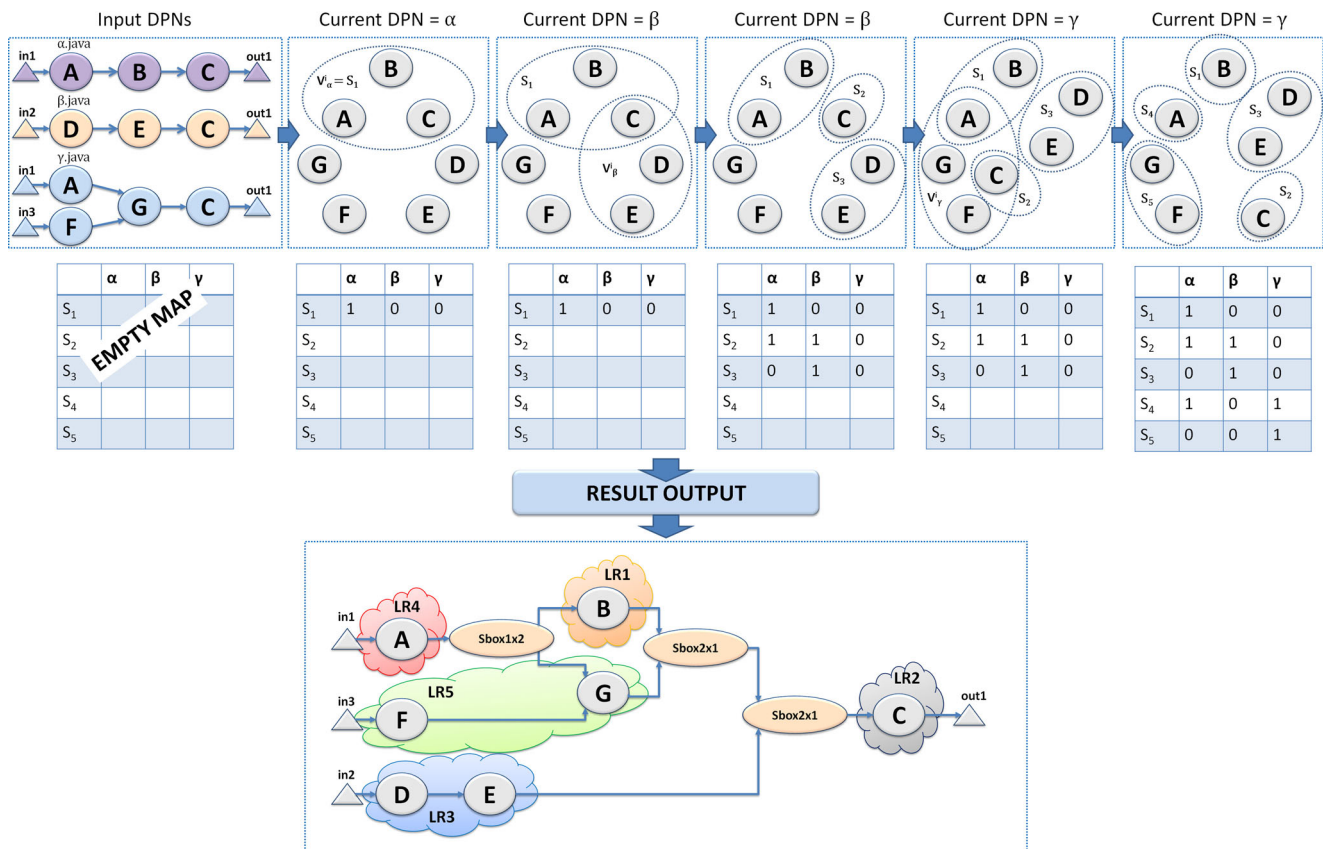 Input DPNs
Current DPN = α
Current DPN = β
Current DPN = β
Current DPN = γ
Current DPN = γ
in1
α.java
A
B
C
out1
in2
β.java
D
E
C
out1
in1
γ.java
A
in3
F
G
C
out1
Vⁱα = S1
B
A
C
G
D
F
E
S1
B
A
C
G
Vⁱβ
D
F
E
S1
B
S2
A
C
G
D
S3
F
E
S1
B
D
A
S3
E
G
C
Vⁱγ
F
S2
S1
B
D
S4
A
S3
E
G
S5
F
S2
C
α β γ
S1
S2
S3
S4
S5
EMPTY MAP
α β γ
S1 1 0 0
S2
S3
S4
S5
α β γ
S1 1 0 0
S2
S3
S4
S5
α β γ
S1 1 0 0
S2 1 1 0
S3 0 1 0
S4
S5
α β γ
S1 1 0 0
S2 1 1 0
S3 0 1 0
S4
S5
α β γ
S1 1 0 0
S2 1 1 0
S3 0 1 0
S4 1 0 1
S5 0 0 1
RESULT OUTPUT
in1
LR4
A
Sbox1x2
LR1
B
Sbox2x1
in3
LR5
F
G
Sbox2x1
LR2
C
out1
in2
D
E
LR3